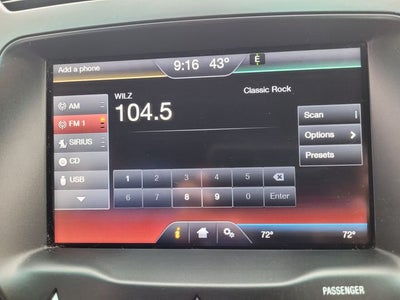 Add a phone 9:16 43° E
AM
FM 1
SIRIUS
CD
USB
WILZ
Classic Rock
104.5
Scan
Options
Presets
1 2 3 4 5
6 7 8 9 0 Enter
i 72° 72°
PASSENGER